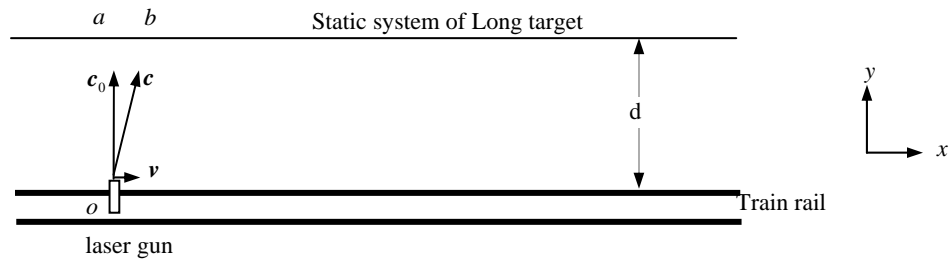 a b Static system of Long target
c₀ c
y
d
x
v
o
Train rail
laser gun